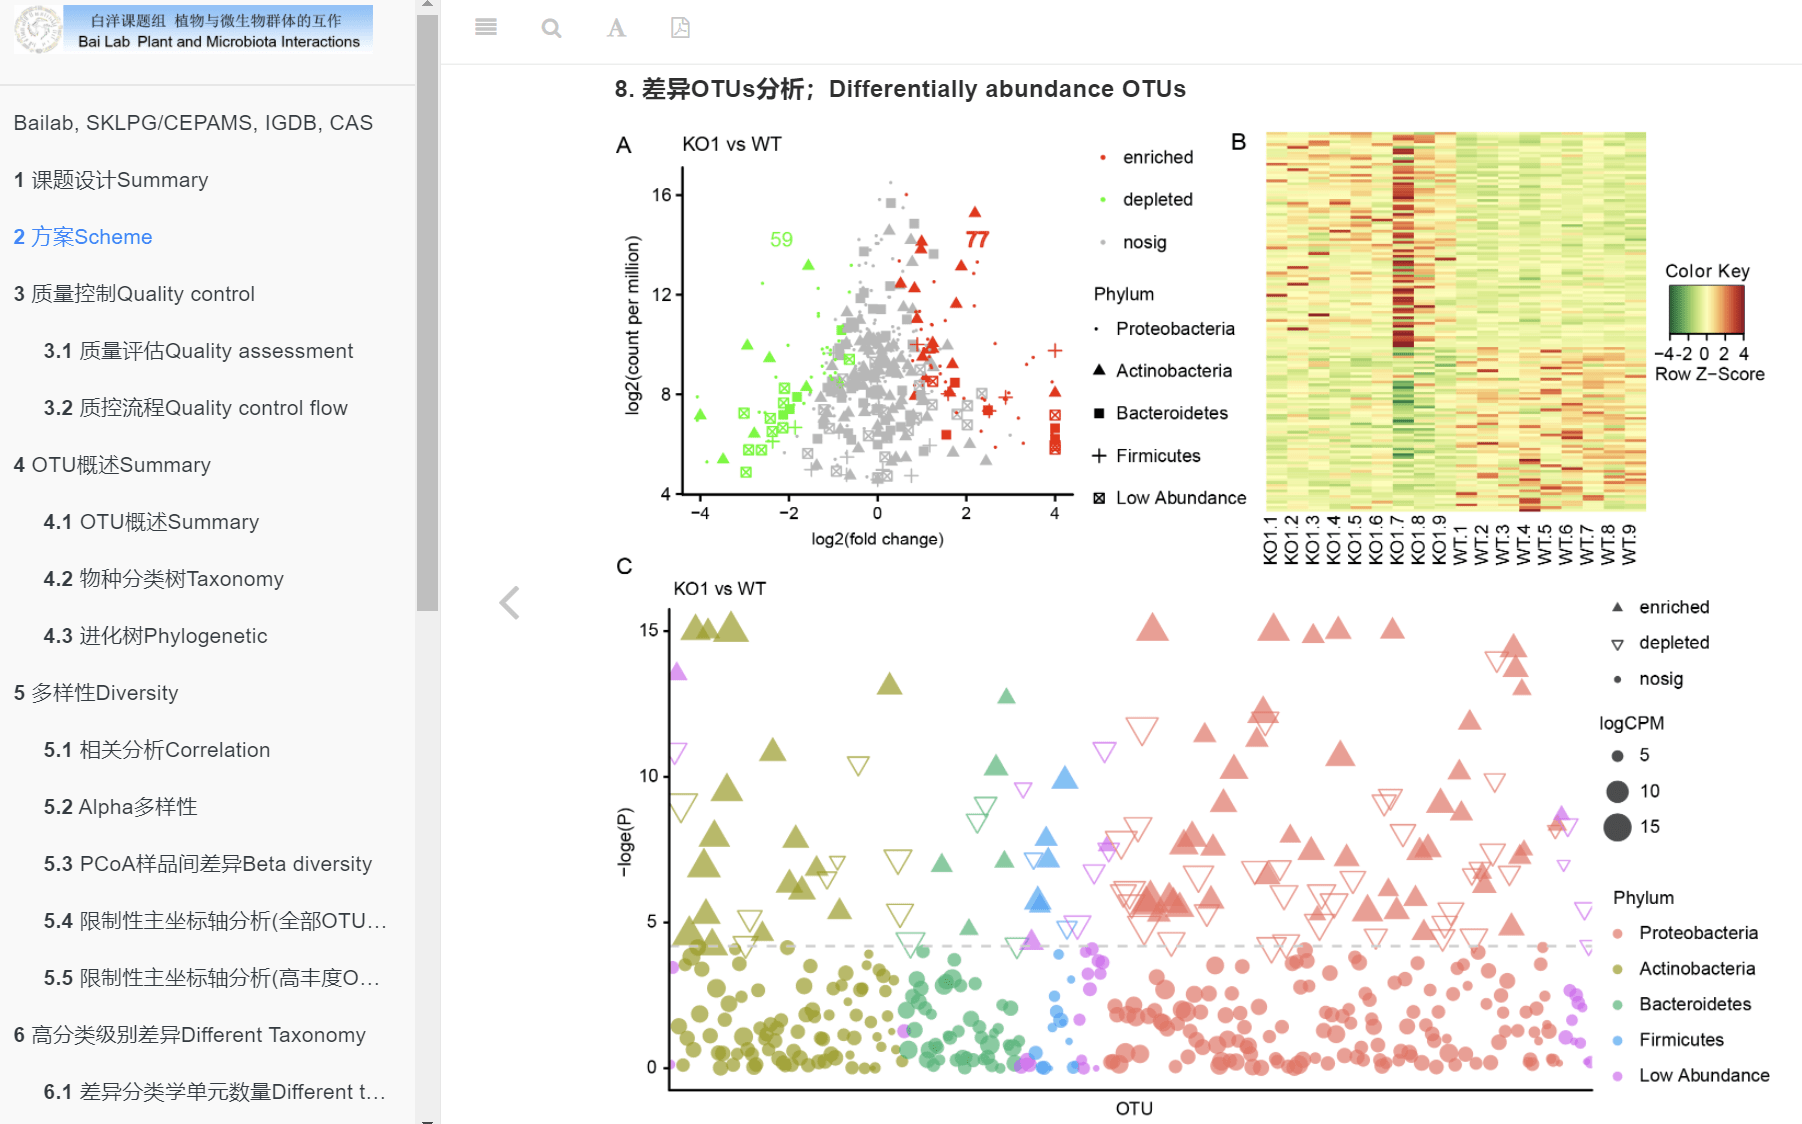 白洋课题组 植物与微生物群体的互作
Bai Lab Plant and Microbiota Interactions
Bailab, SKLPG/CEPAMS, IGDB, CAS
1 课题设计Summary
2 方案Scheme
3 质量控制Quality control
3.1 质量评估Quality assessment
3.2 质控流程Quality control flow
4 OTU概述Summary
4.1 OTU概述Summary
4.2 物种分类树Taxonomy
4.3 进化树Phylogenetic
5 多样性Diversity
5.1 相关分析Correlation
5.2 Alpha多样性
5.3 PCoA样品间差异Beta diversity
5.4 限制性主坐标轴分析(全部OTU…
5.5 限制性主坐标轴分析(高丰度O…
6 高分类级别差异Different Taxonomy
6.1 差异分类学单元数量Different t…
A
8. 差异OTUs分析；Differentially abundance OTUs
A
KO1 vs WT
59
77
log2(count per million)
16
12
8
4
−4
−2
0
2
4
log2(fold change)
enriched
depleted
nosig
Phylum
Proteobacteria
Actinobacteria
Bacteroidetes
Firmicutes
Low Abundance
B
KO1.1
KO1.2
KO1.3
KO1.4
KO1.5
KO1.6
KO1.7
KO1.8
KO1.9
WT.1
WT.2
WT.3
WT.4
WT.5
WT.6
WT.7
WT.8
WT.9
Color Key
−4 -2 0 2 4
Row Z−Score
C
KO1 vs WT
−loge(P)
15
10
5
0
OTU
enriched
depleted
nosig
logCPM
5
10
15
Phylum
Proteobacteria
Actinobacteria
Bacteroidetes
Firmicutes
Low Abundance